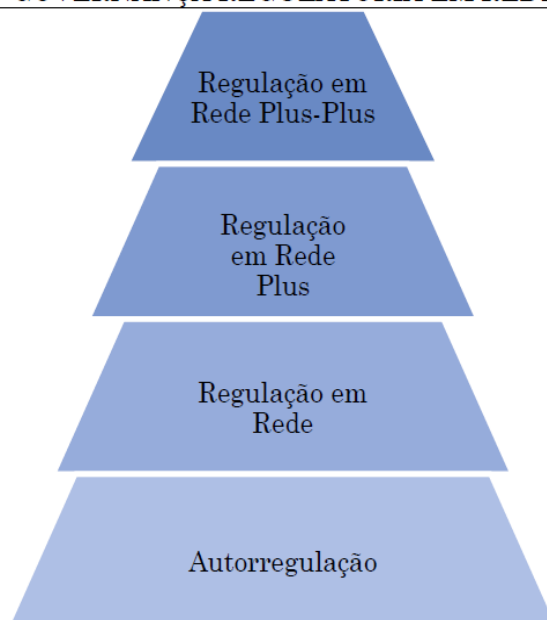 Regulação em
Rede Plus-Plus
Regulação
em Rede
Plus
Regulação em
Rede
Autorregulação